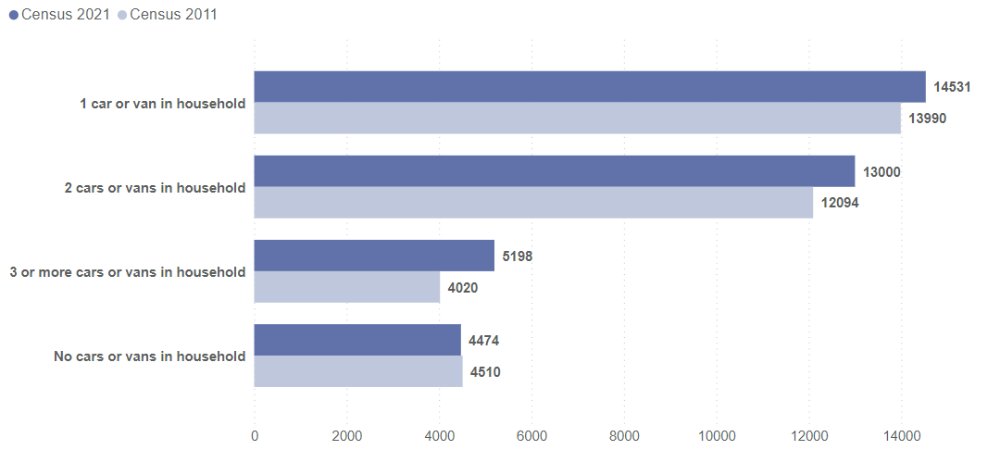 Census 2021 Census 2011
1 car or van in household
14531
13990
2 cars or vans in household
13000
12094
3 or more cars or vans in household
5198
4020
No cars or vans in household
4474
4510
0 2000 4000 6000 8000 10000 12000 14000